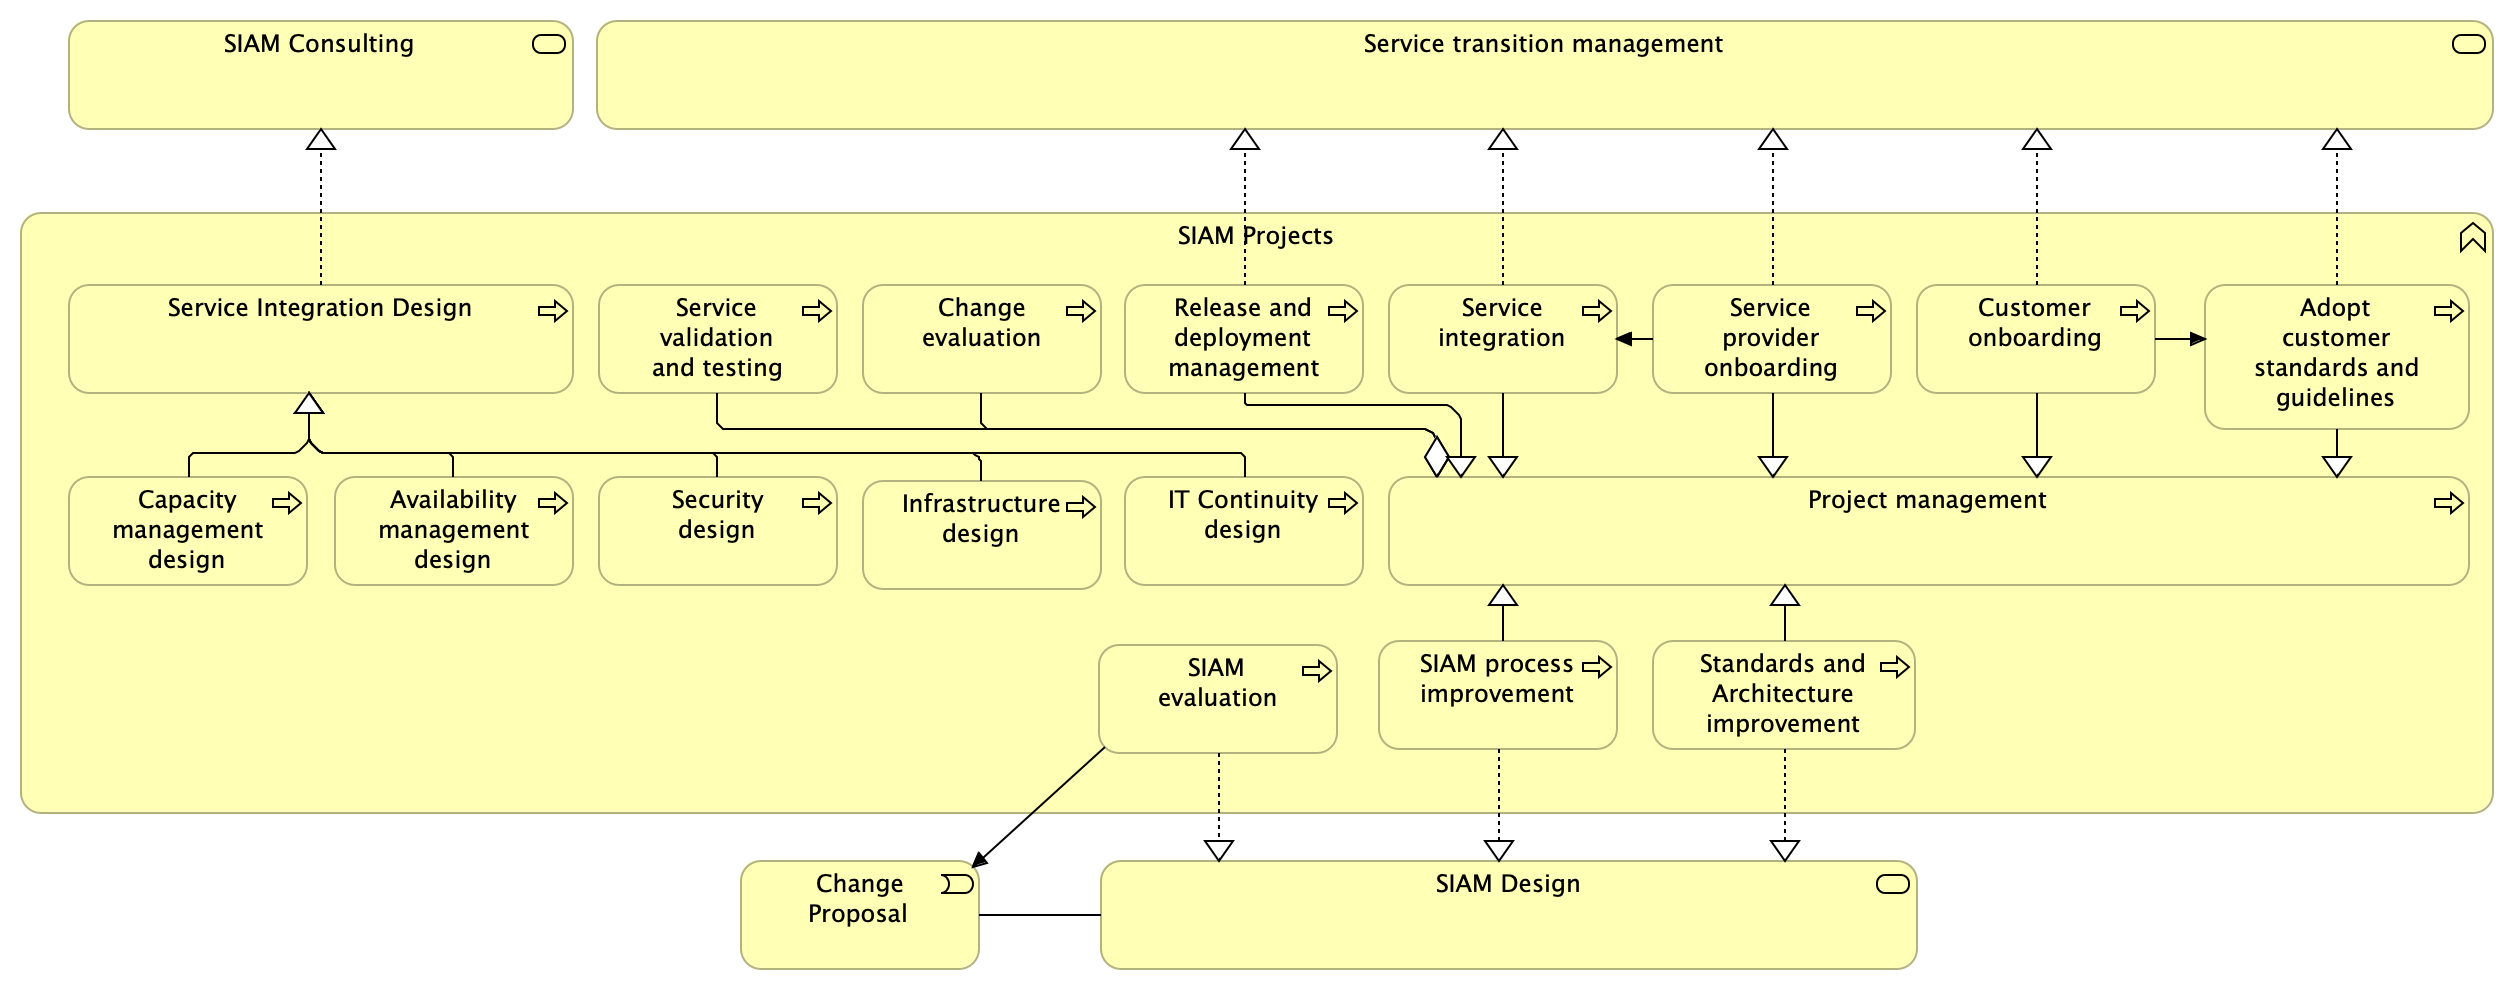 SIAM Consulting
Service transition management
SIAM Projects
Service Integration Design
Service
validation
and testing
Change
evaluation
Release and
deployment
management
Service
integration
Service
provider
onboarding
Customer
onboarding
Adopt
customer
standards and
guidelines
Capacity
management
design
Availability
management
design
Security
design
Infrastructure
design
IT Continuity
design
Project management
SIAM
evaluation
SIAM process
improvement
Standards and
Architecture
improvement
Change
Proposal
SIAM Design